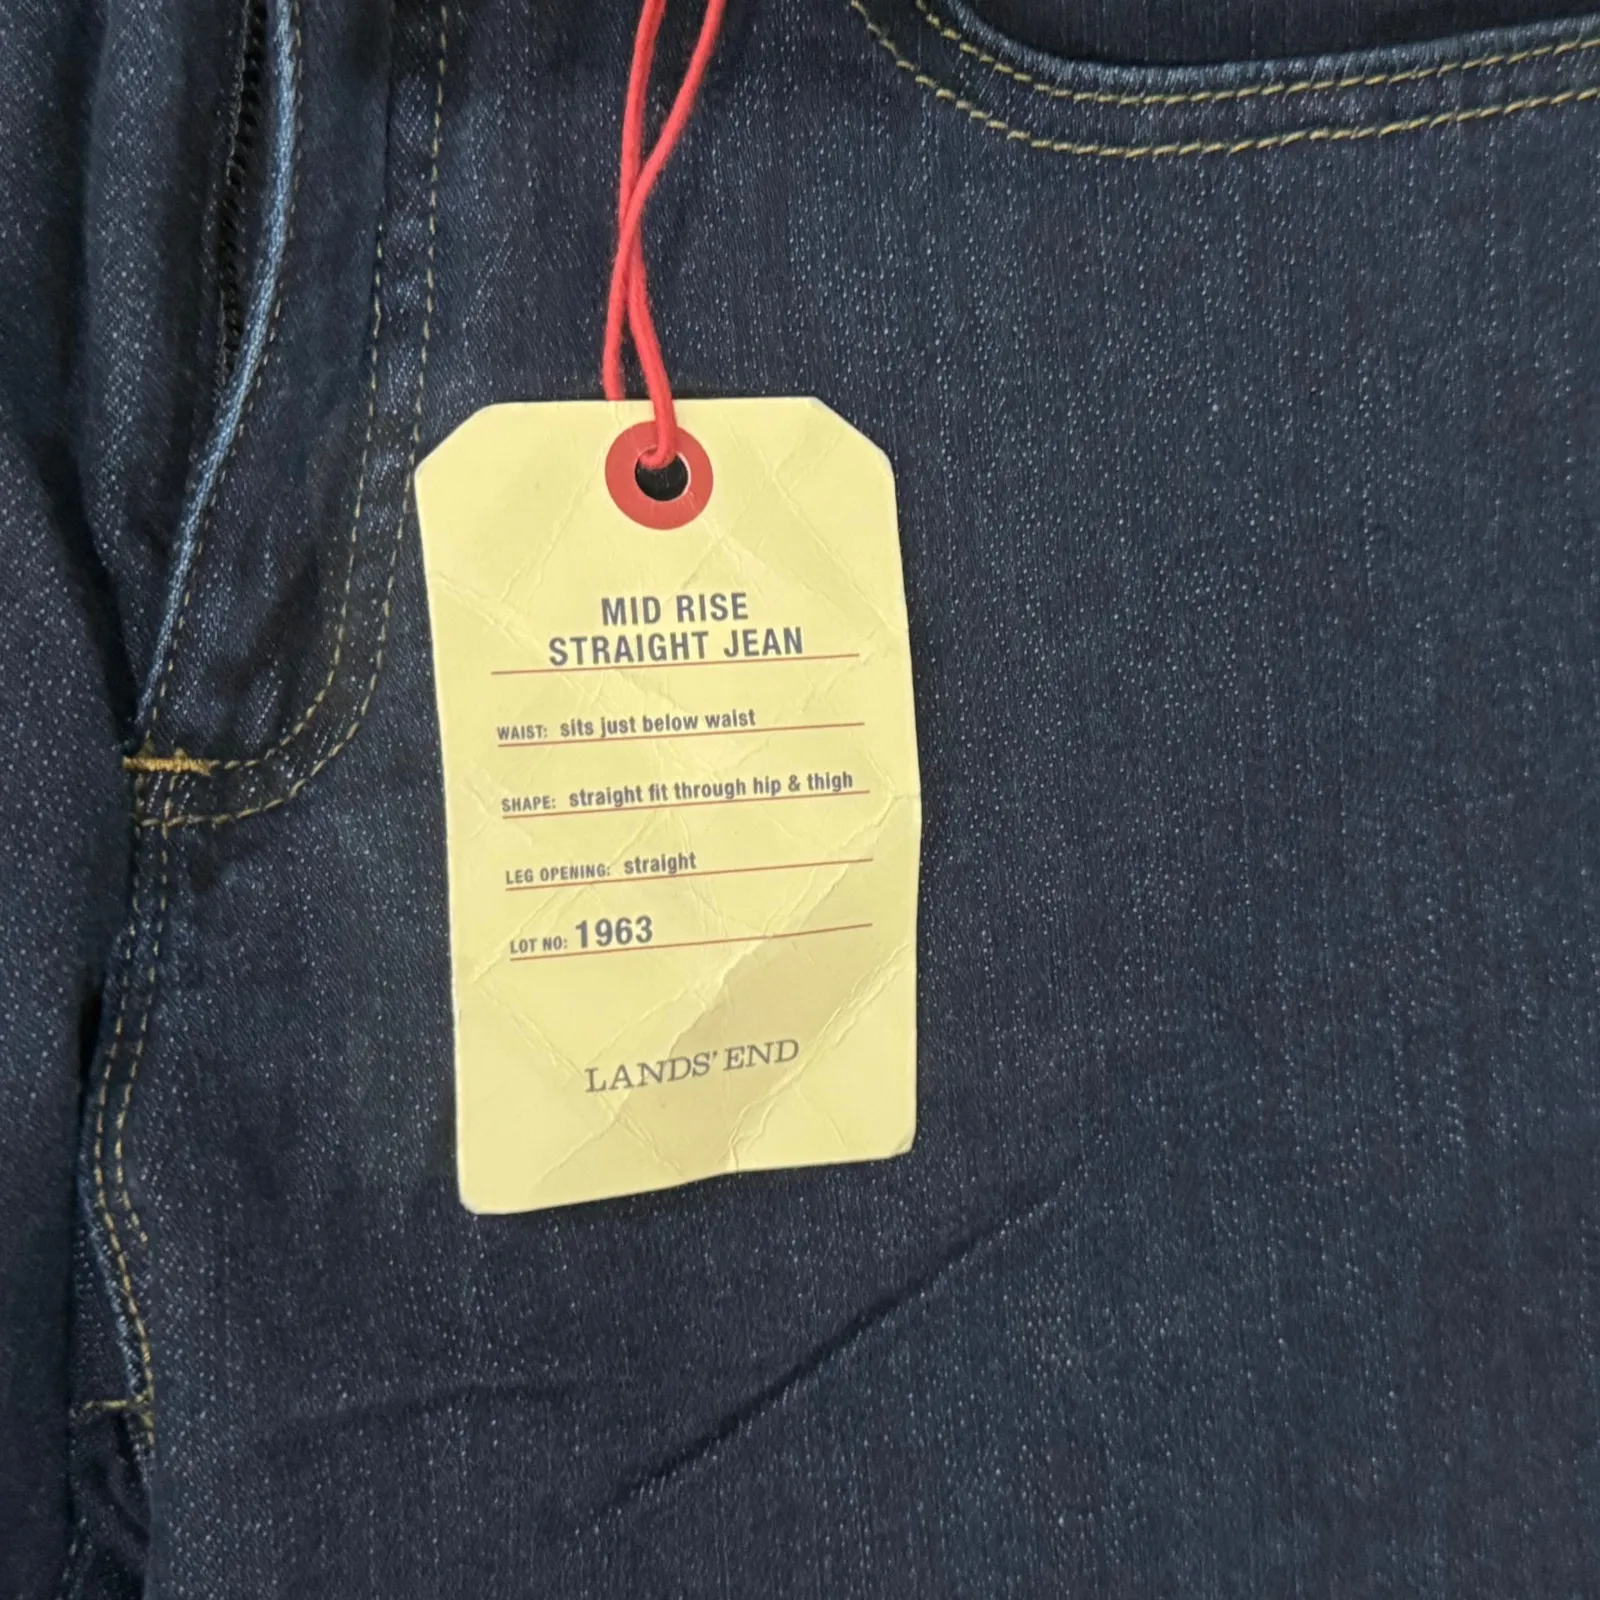 MID RISE
STRAIGHT JEAN
WAIST: sits just below waist
SHAPE: straight fit through hip & thigh
LEG OPENING: straight
LOT NO: 1963
LANDS' END